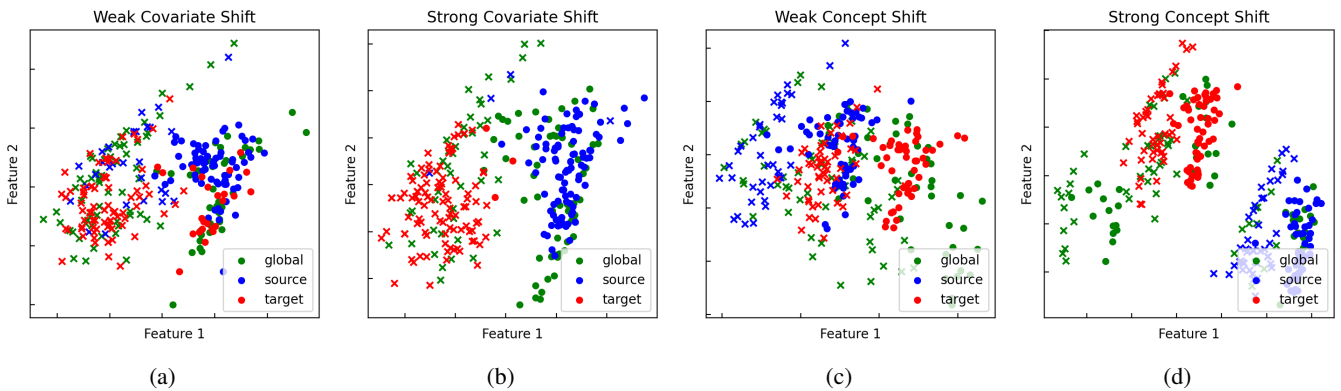 Weak Covariate Shift
Feature 2
global
source
target
Feature 1
(a)
Strong Covariate Shift
Feature 2
global
source
target
Feature 1
(b)
Weak Concept Shift
Feature 2
global
source
target
Feature 1
(c)
Strong Concept Shift
Feature 2
global
source
target
Feature 1
(d)